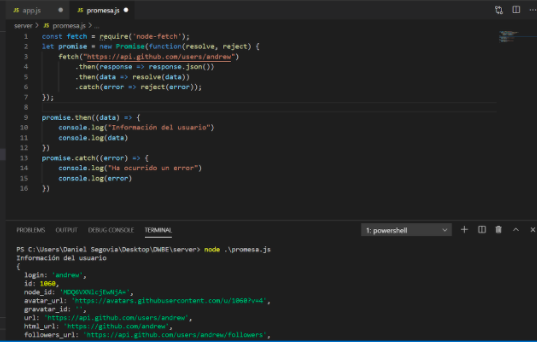 app.js
promesa.js
server > promesa.js > ...
1 const fetch = require('node-fetch');
2 let promise = new Promise(function(resolve, reject) {
3 fetch("https://api.github.com/users/andrew")
4 .then(response => response.json())
5 .then(data => resolve(data))
6 .catch(error => reject(error));
7 });
8
9 promise.then((data) => {
10 console.log("Información del usuario")
11 console.log(data)
12 })
13 promise.catch((error) => {
14 console.log("Ha ocurrido un error")
15 console.log(error)
16 })
PROBLEMS OUTPUT DEBUG CONSOLE TERMINAL 1: powershell
PS C:\Users\Daniel Segovia\Desktop\DWBE\server> node .\promesa.js
Información del usuario
{
login: 'andrew',
id: 1060,
node_id:
avatar_url: 'https://avatars.githubusercontent.com/u/1060?v=4',
gravatar_id: '',
url: 'https://api.github.com/users/andrew',
html_url: 'https://github.com/andrew',
followers_url: 'https://api.github.com/users/andrew/followers',